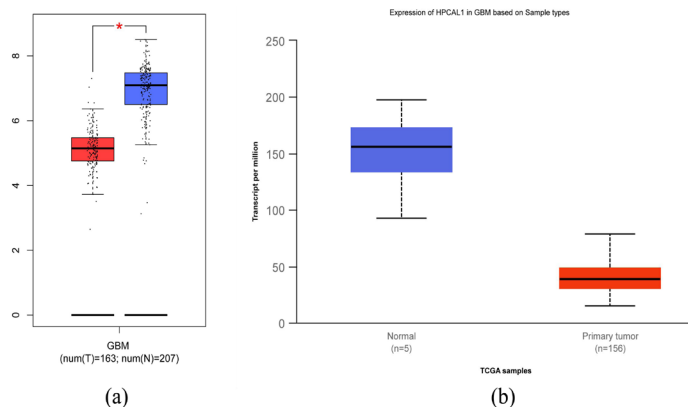 *
8
6
4
2
0
GBM
(num(T)=163; num(N)=207)
(a)
Expression of HPCAL1 in GBM based on Sample types
Transcript per million
250
200
150
100
50
0
Normal
(n=5)
Primary tumor
(n=156)
TCGA samples
(b)